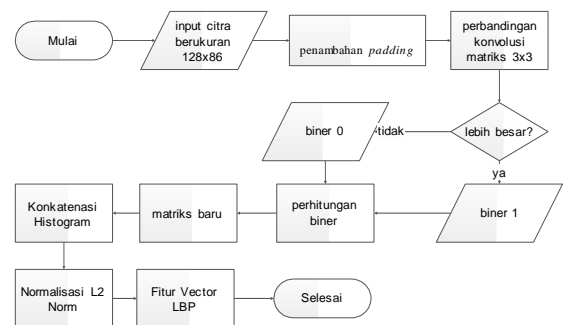 Mulai
input citra
berukuran
128x86
penambahan padding
perbandingan
konvolusi
matriks 3x3
lebih besar?
tidak
biner 0
ya
biner 1
perhitungan
biner
matriks baru
Konkatenasi
Histogram
Normalisasi L2
Norm
Fitur Vector
LBP
Selesai